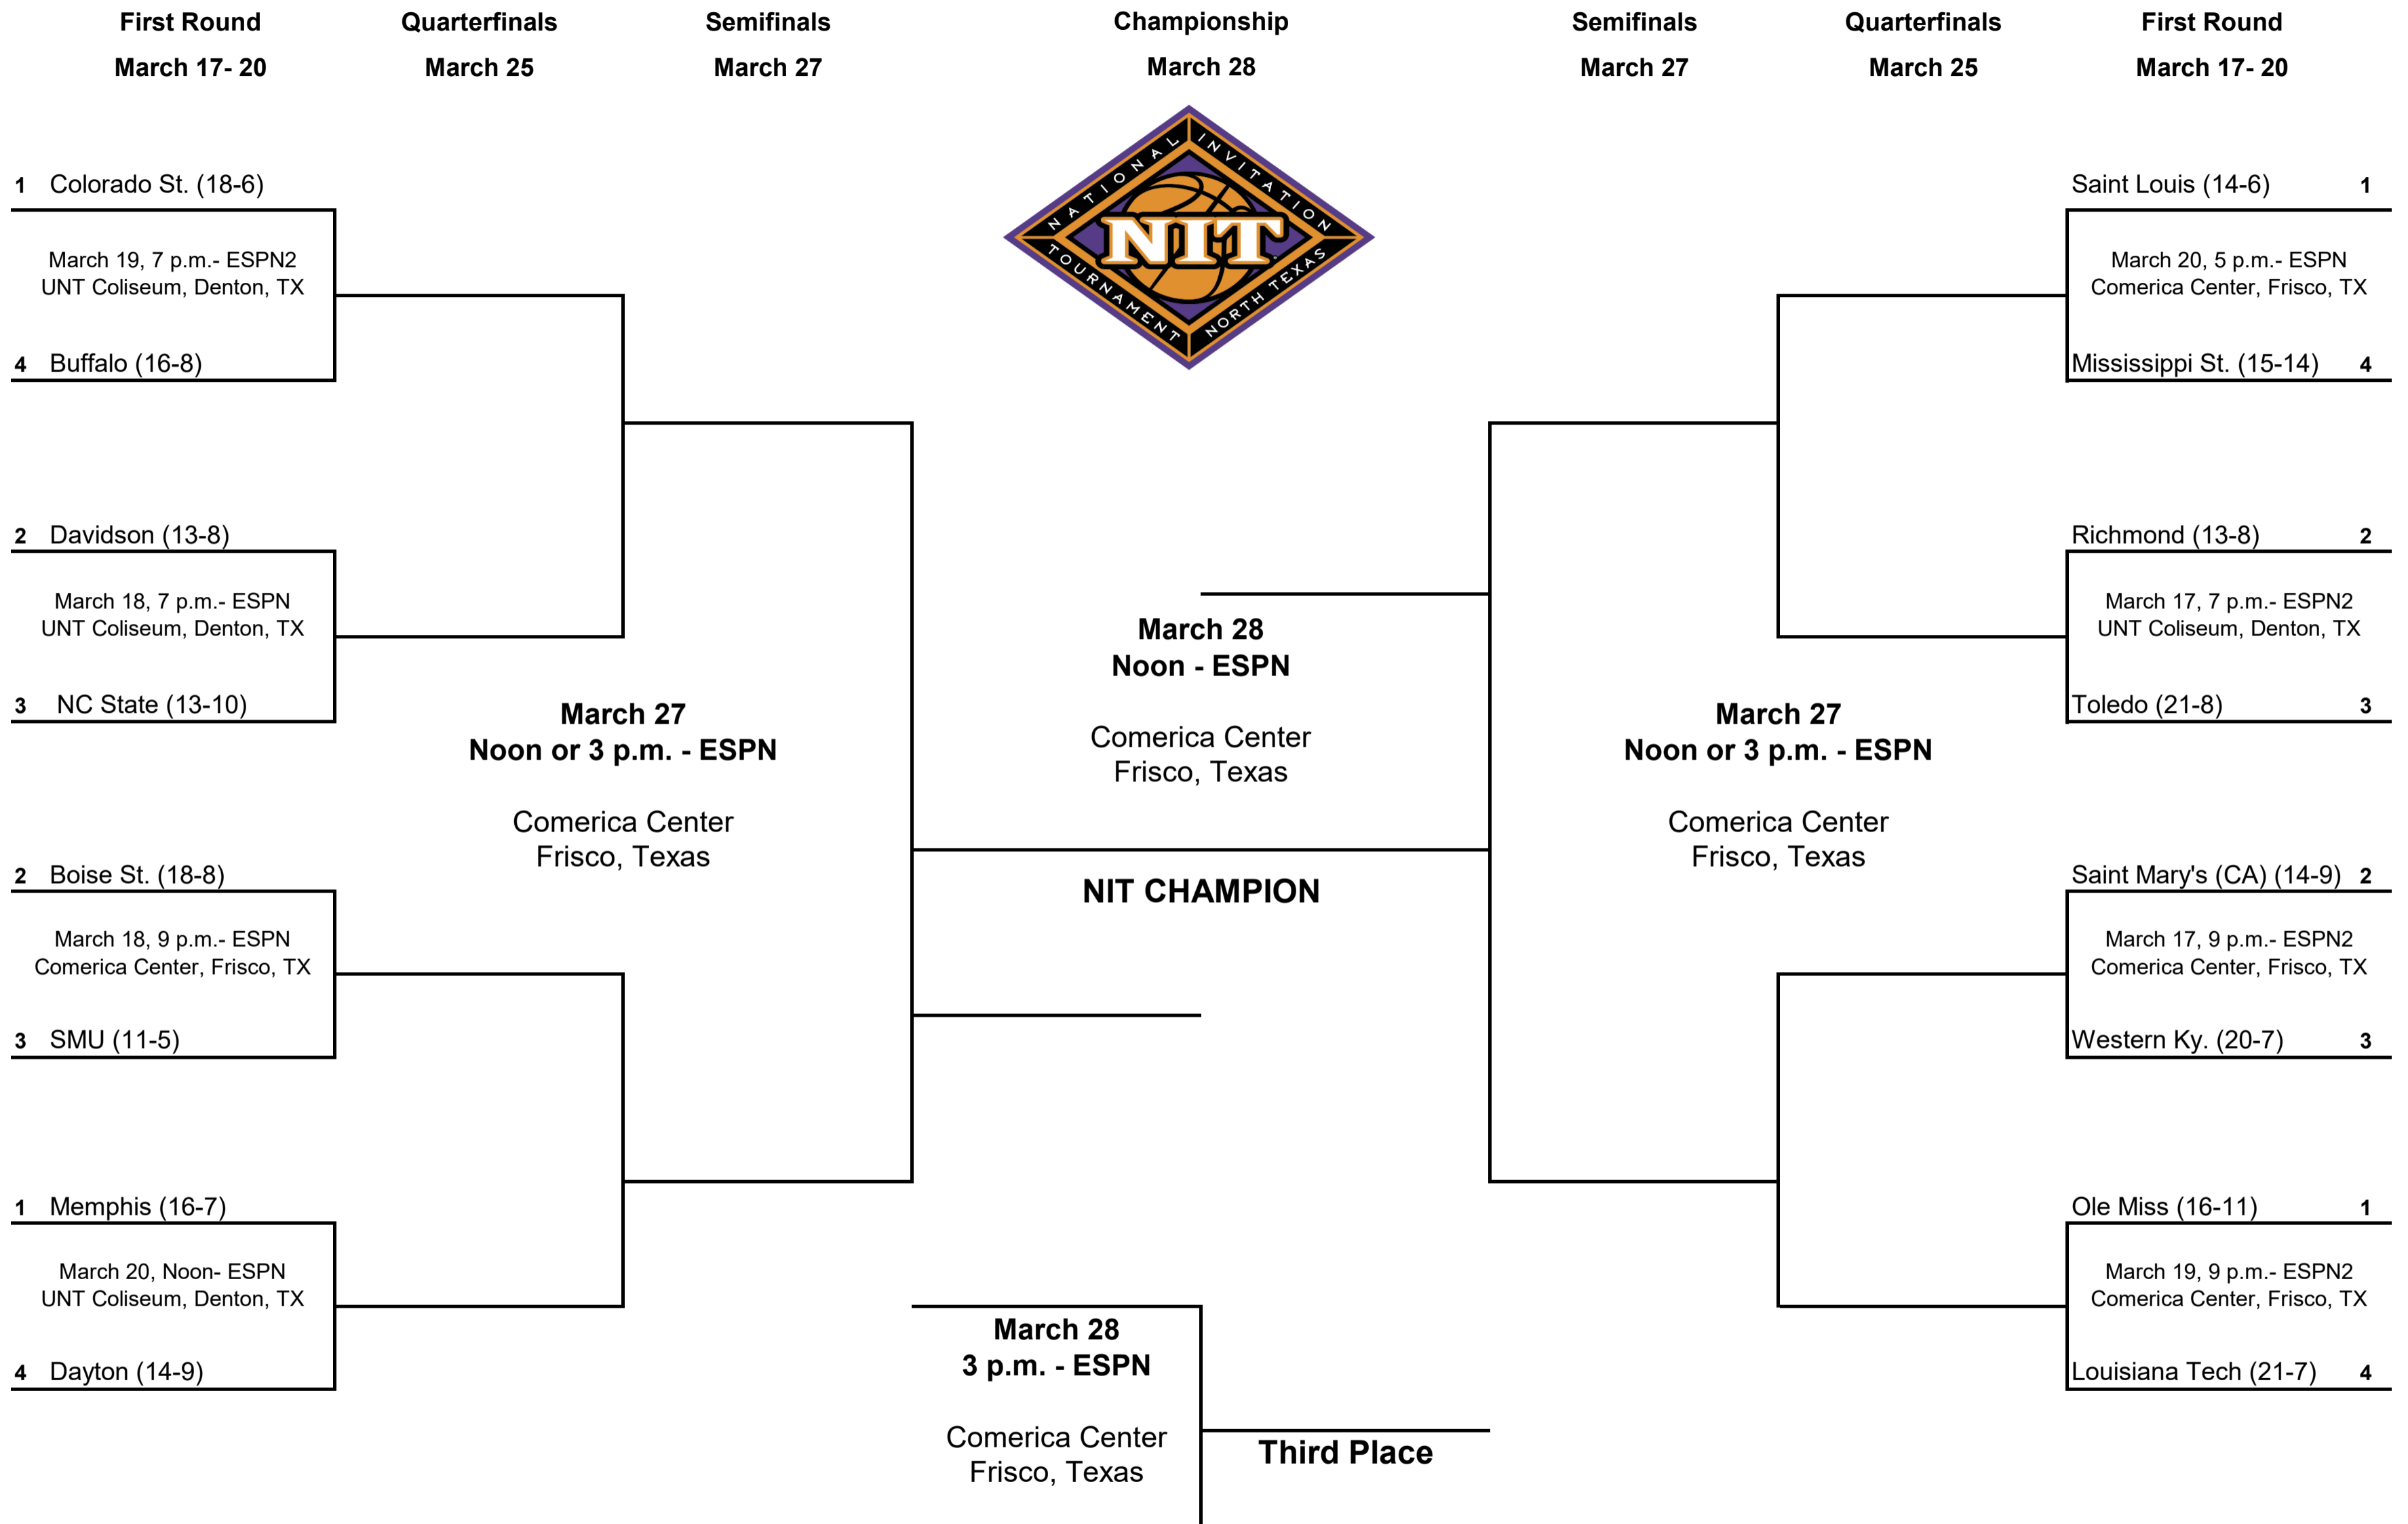 First Round
March 17- 20
Quarterfinals
March 25
Semifinals
March 27
Championship
March 28
Semifinals
March 27
Quarterfinals
March 25
First Round
March 17- 20
NATIONAL INVITATION
NIT
TOURNAMENT NORTH TEXAS
1 Colorado St. (18-6)
March 19, 7 p.m.- ESPN2
UNT Coliseum, Denton, TX
4 Buffalo (16-8)
2 Davidson (13-8)
March 18, 7 p.m.- ESPN
UNT Coliseum, Denton, TX
3 NC State (13-10)
2 Boise St. (18-8)
March 18, 9 p.m.- ESPN
Comerica Center, Frisco, TX
3 SMU (11-5)
1 Memphis (16-7)
March 20, Noon- ESPN
UNT Coliseum, Denton, TX
4 Dayton (14-9)
March 27
Noon or 3 p.m. - ESPN
Comerica Center
Frisco, Texas
March 28
Noon - ESPN
Comerica Center
Frisco, Texas
NIT CHAMPION
March 28
3 p.m. - ESPN
Comerica Center
Frisco, Texas
Third Place
March 27
Noon or 3 p.m. - ESPN
Comerica Center
Frisco, Texas
Saint Louis (14-6) 1
March 20, 5 p.m.- ESPN
Comerica Center, Frisco, TX
Mississippi St. (15-14) 4
Richmond (13-8) 2
March 17, 7 p.m.- ESPN2
UNT Coliseum, Denton, TX
Toledo (21-8) 3
Saint Mary's (CA) (14-9) 2
March 17, 9 p.m.- ESPN2
Comerica Center, Frisco, TX
Western Ky. (20-7) 3
Ole Miss (16-11) 1
March 19, 9 p.m.- ESPN2
Comerica Center, Frisco, TX
Louisiana Tech (21-7) 4